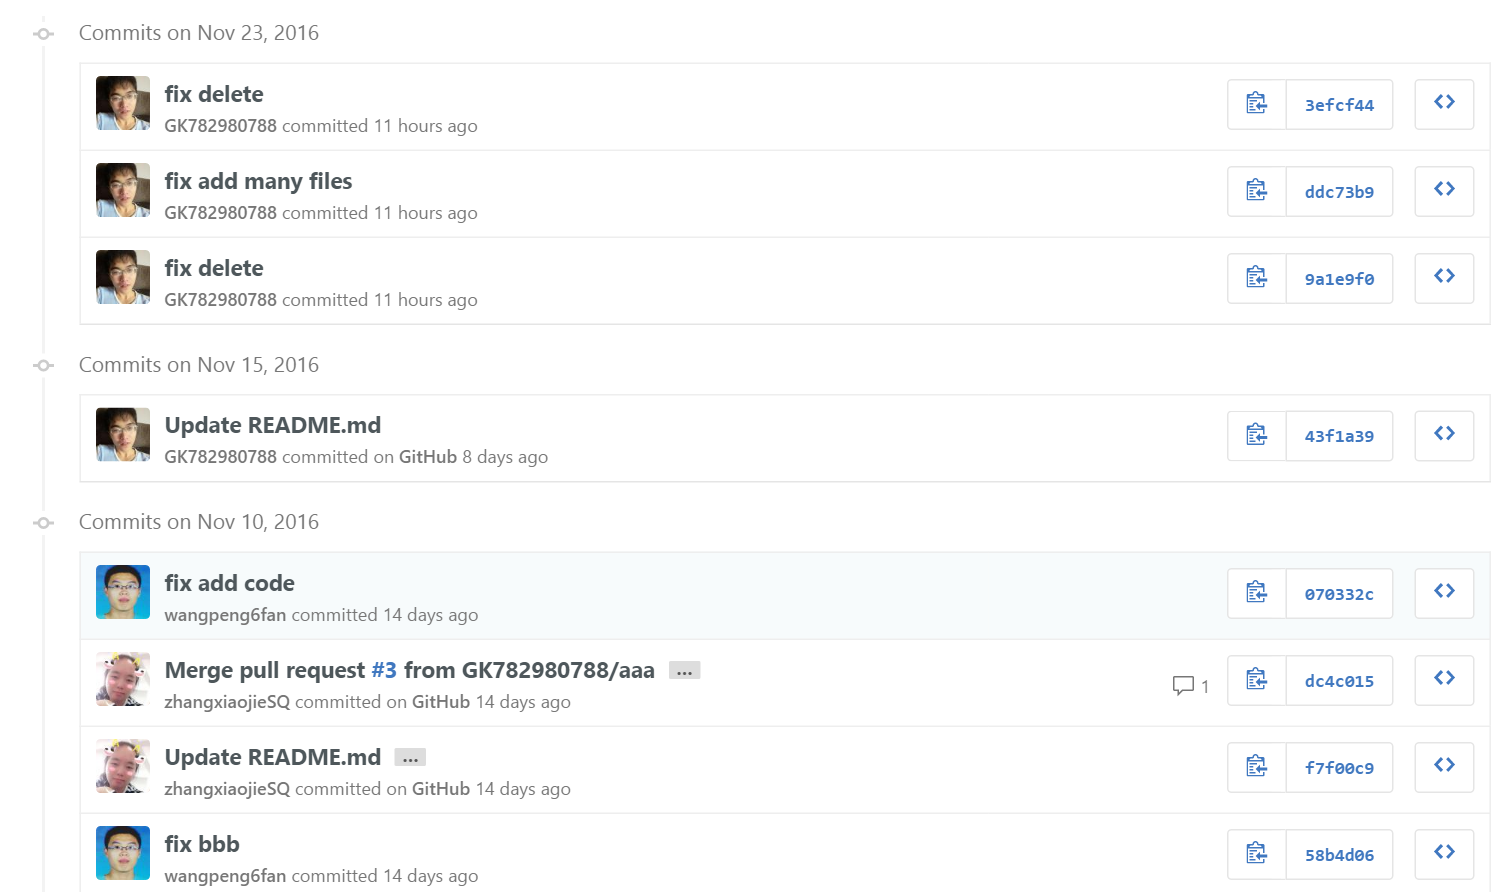 Commits on Nov 23, 2016
fix delete
GK782980788 committed 11 hours ago
3efcf44
fix add many files
GK782980788 committed 11 hours ago
ddc73b9
fix delete
GK782980788 committed 11 hours ago
9a1e9f0
Commits on Nov 15, 2016
Update README.md
GK782980788 committed on GitHub 8 days ago
43f1a39
Commits on Nov 10, 2016
fix add code
wangpeng6fan committed 14 days ago
070332c
Merge pull request #3 from GK782980788/aaa ...
zhangxiaojieSQ committed on GitHub 14 days ago
1
dc4c015
Update README.md ...
zhangxiaojieSQ committed on GitHub 14 days ago
f7f00c9
fix bbb
wangpeng6fan committed 14 days ago
58b4d06